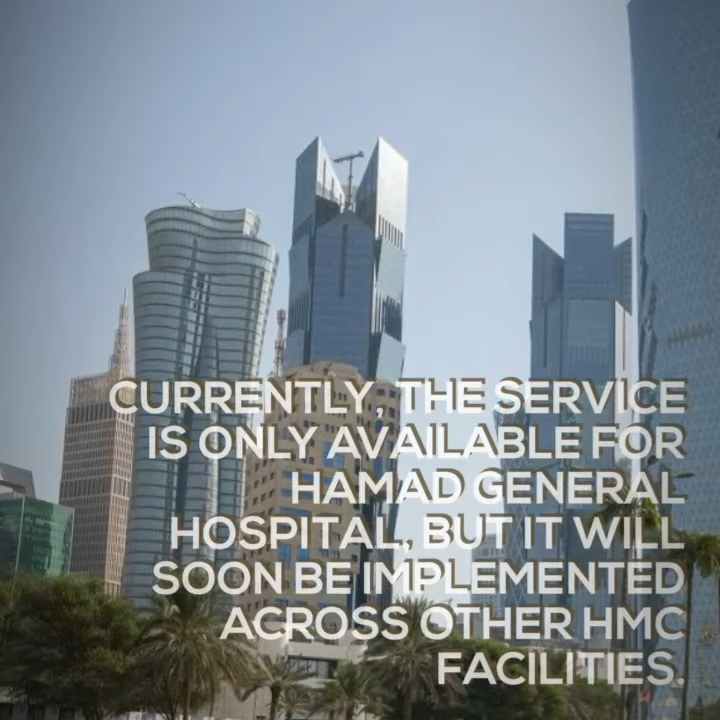 CURRENTLY, THE SERVICE
IS ONLY AVAILABLE FOR
HAMAD GENERAL
HOSPITAL, BUT IT WILL
SOON BE IMPLEMENTED
ACROSS OTHER HMC
FACILITIES.